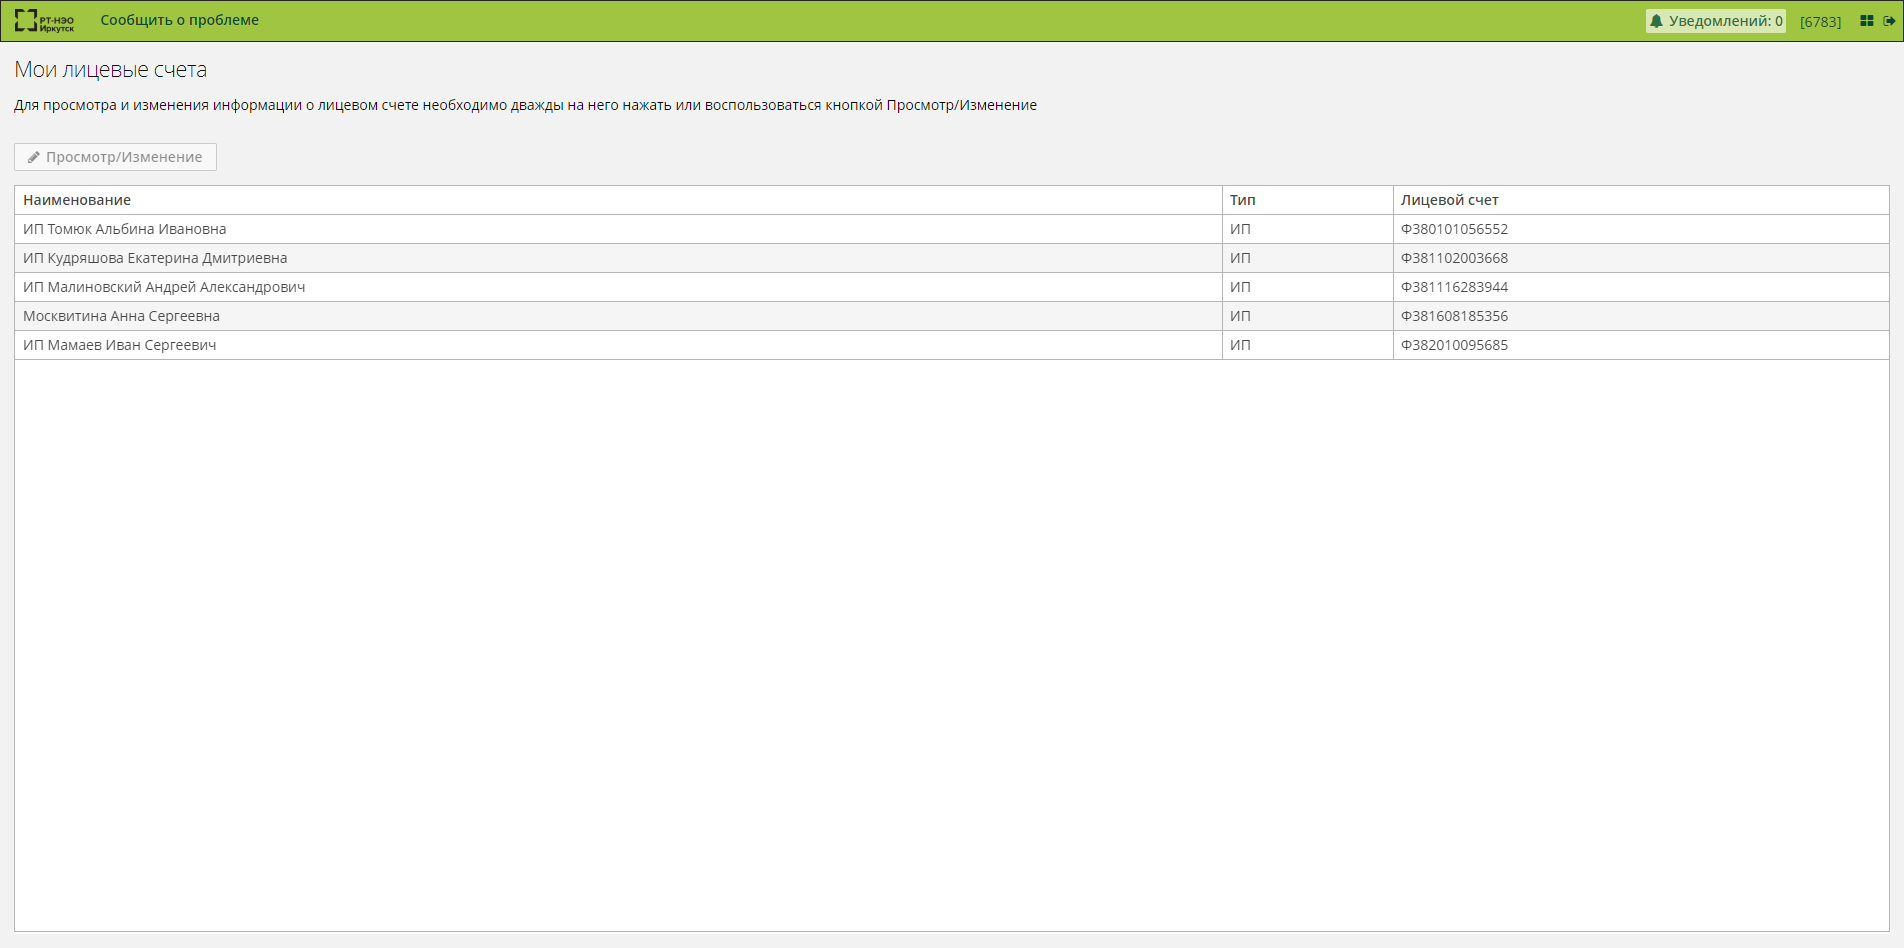 РТ-НЭО
Иркутск
Сообщить о проблеме
Уведомлений: 0
[6783]
Мои лицевые счета
Для просмотра и изменения информации о лицевом счете необходимо дважды на него нажать или воспользоваться кнопкой Просмотр/Изменение
Просмотр/Изменение
Наименование Тип Лицевой счет
ИП Томюк Альбина Ивановна ИП Ф380101056552
ИП Кудряшова Екатерина Дмитриевна ИП Ф381102003668
ИП Малиновский Андрей Александрович ИП Ф381116283944
Москвитина Анна Сергеевна ИП Ф381608185356
ИП Мамаев Иван Сергеевич ИП Ф382010095685